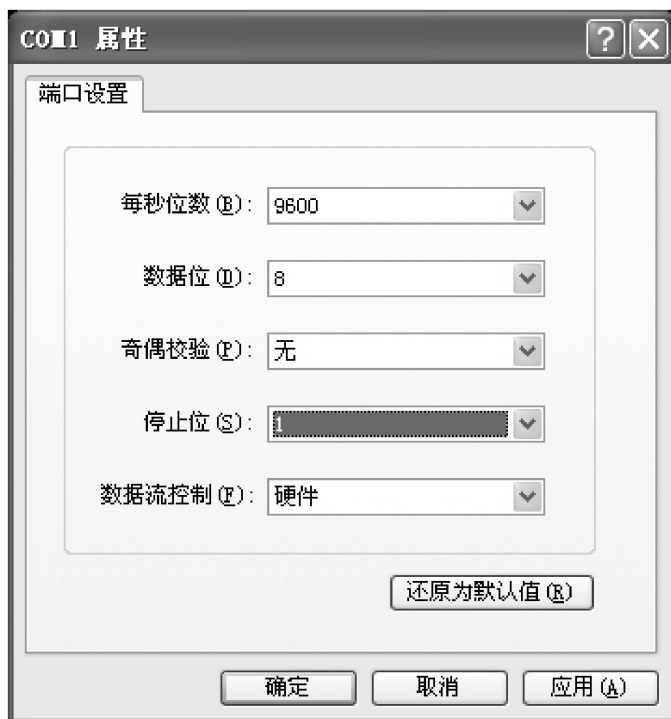 COM1 属性
端口设置
每秒位数(B): 9600
数据位(D): 8
奇偶校验(P): 无
停止位(S): 1
数据流控制(F): 硬件
还原为默认值(R)
确定 取消 应用(A)